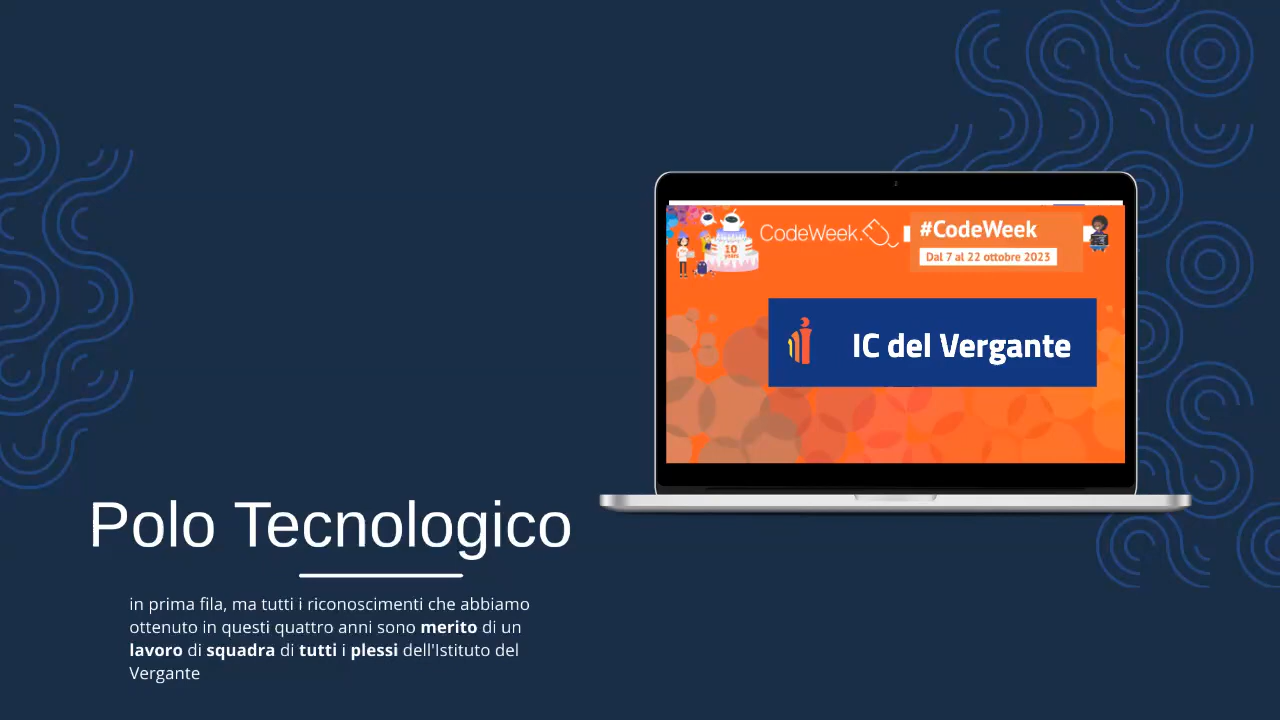 CodeWeek.
#CodeWeek
Dal 7 al 22 ottobre 2023
10
years
IC del Vergante
Polo Tecnologico
in prima fila, ma tutti i riconoscimenti che abbiamo
ottenuto in questi quattro anni sono merito di un
lavoro di squadra di tutti i plessi dell'Istituto del
Vergante